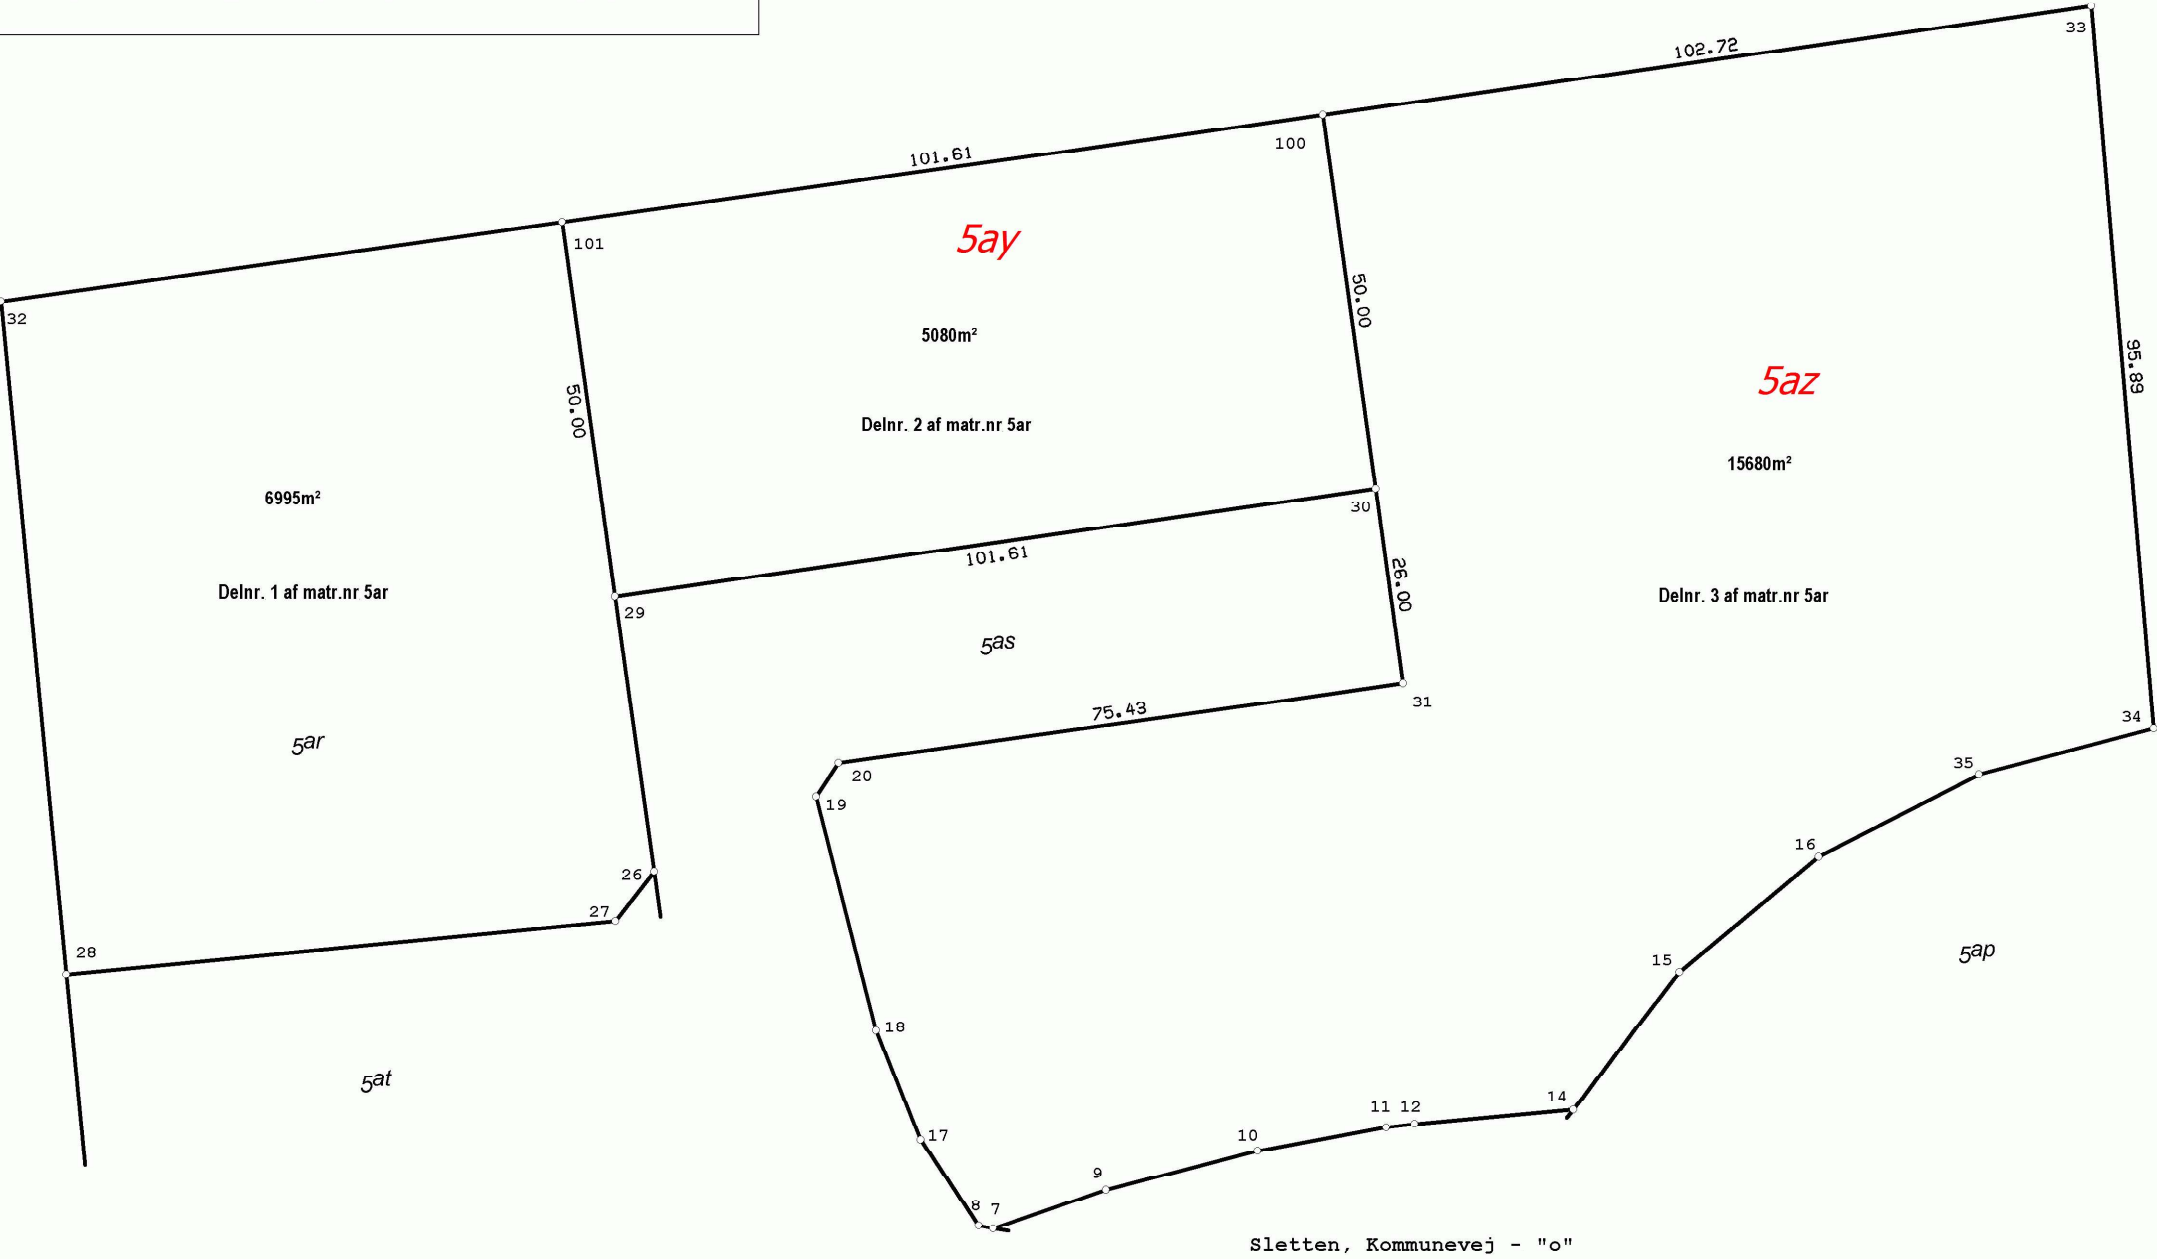 33
102.72
100
101.61
101
5ay
32
50.00
5080m²
95.89
5az
50.00
Delnr. 2 af matr.nr 5ar
15680m²
6995m²
30
101.61
26.00
Delnr. 1 af matr.nr 5ar
Delnr. 3 af matr.nr 5ar
29
5as
31
75.43
34
5ar
35
20
19
16
26
27
28
15
5ap
18
5at
14
11 12
10
17
9
8 7
Sletten, Kommunevej - "o"